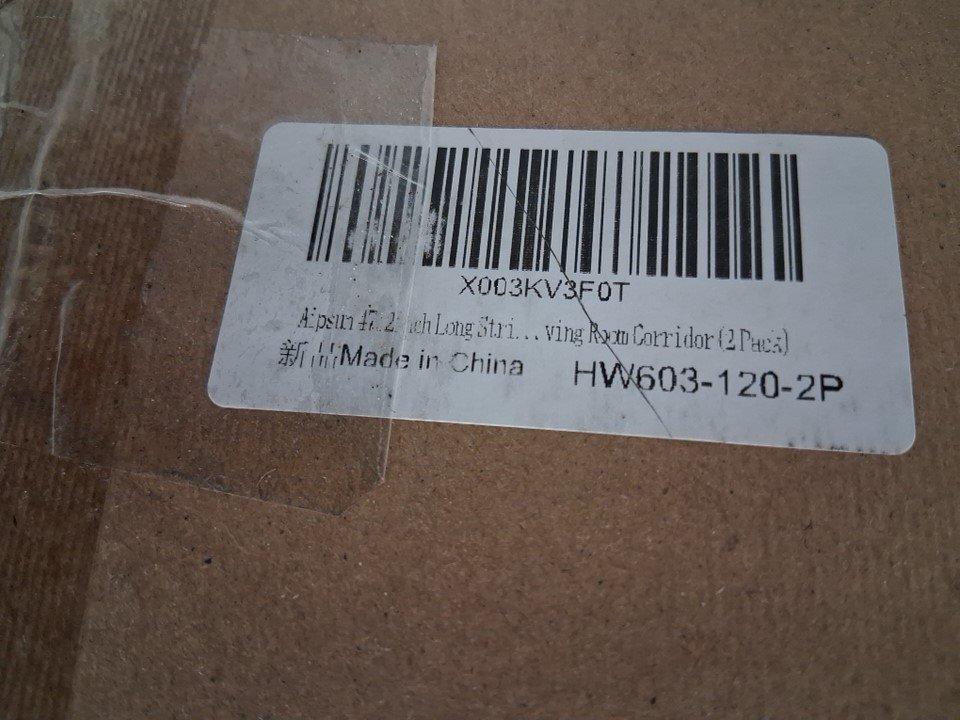 X003KV3F0T
Aipsun 47.2 Inch Long Stri...ving Room Corridor (2 Pack)
新品Made in China HW603-120-2P